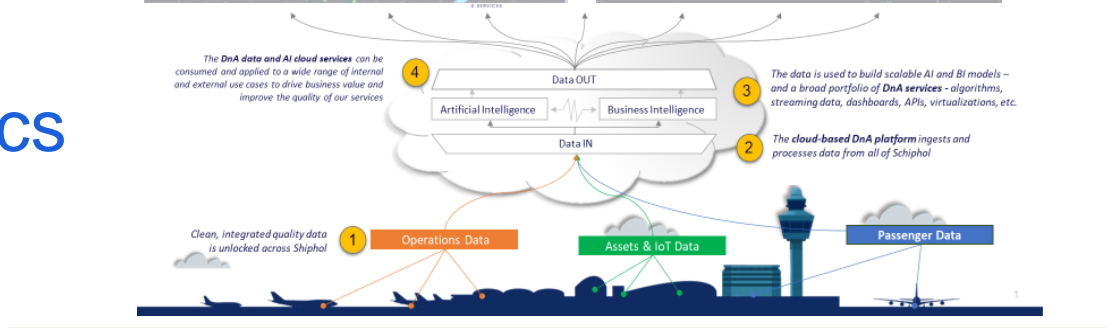 & SERVICES
The DnA data and AI cloud services can be
consumed and applied to a wide range of internal
and external use cases to drive business value and
improve the quality of our services
4
Data OUT
Artificial Intelligence
Business Intelligence
3
The data is used to build scalable AI and BI models –
and a broad portfolio of DnA services - algorithms,
streaming data, dashboards, APIs, virtualizations, etc.
cs
Data IN
2
The cloud-based DnA platform ingests and
processes data from all of Schiphol
Clean, integrated quality data
is unlocked across Shiphol
1
Operations Data
Assets & IoT Data
Passenger Data
1